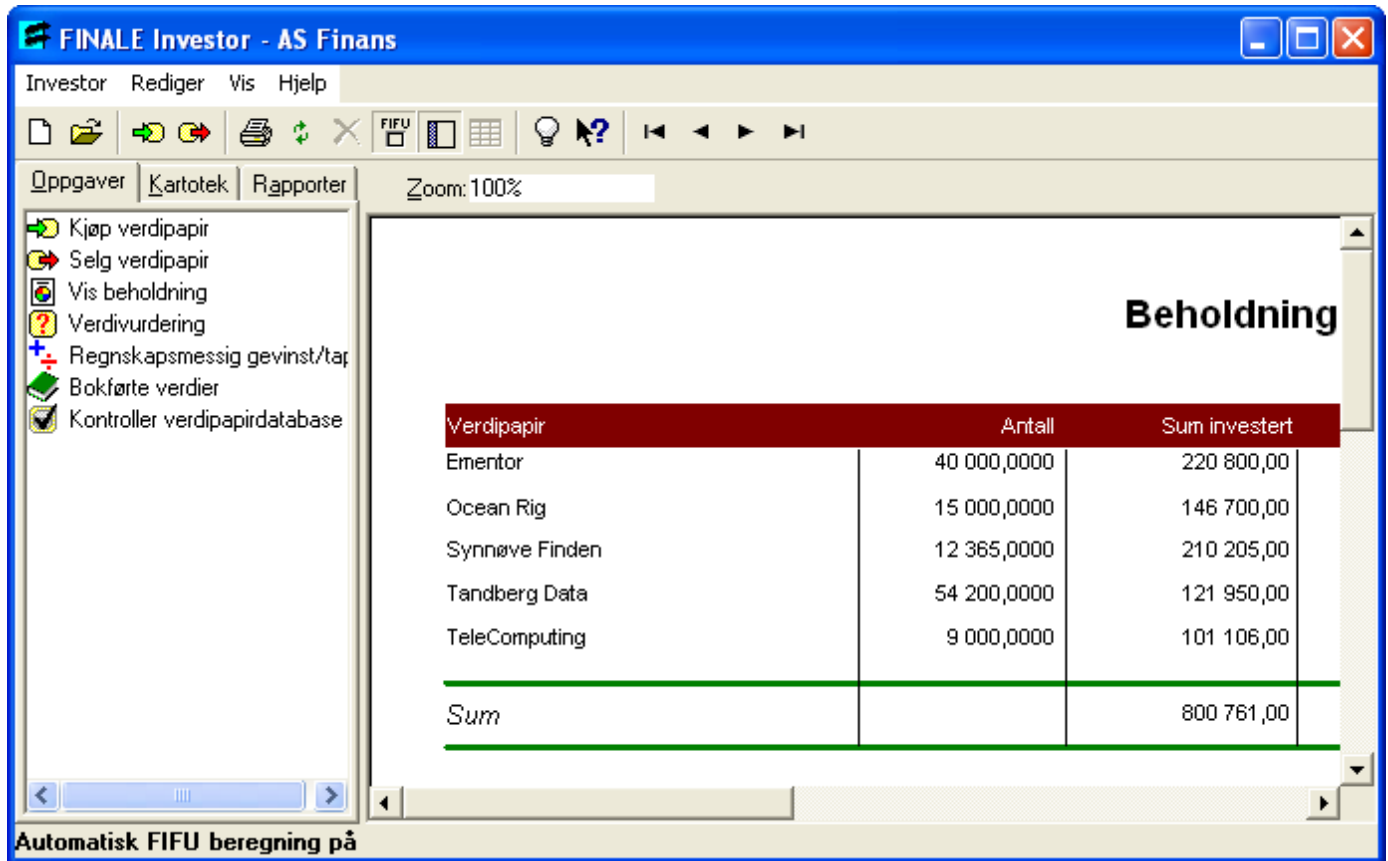 FINALE Investor - AS Finans
Investor Rediger Vis Hjelp
FIFU
Oppgaver Kartotek Rapporter
Zoom: 100%
Kjøp verdipapir
Selg verdipapir
Vis beholdning
Verdivurdering
Regnskapsmessig gevinst/tap
Bokførte verdier
Kontroller verdipapirdatabase
Beholdning
Verdipapir Antall Sum investert
Ementor 40 000,0000 220 800,00
Ocean Rig 15 000,0000 146 700,00
Synnøve Finden 12 365,0000 210 205,00
Tandberg Data 54 200,0000 121 950,00
TeleComputing 9 000,0000 101 106,00
Sum 800 761,00
Automatisk FIFU beregning på